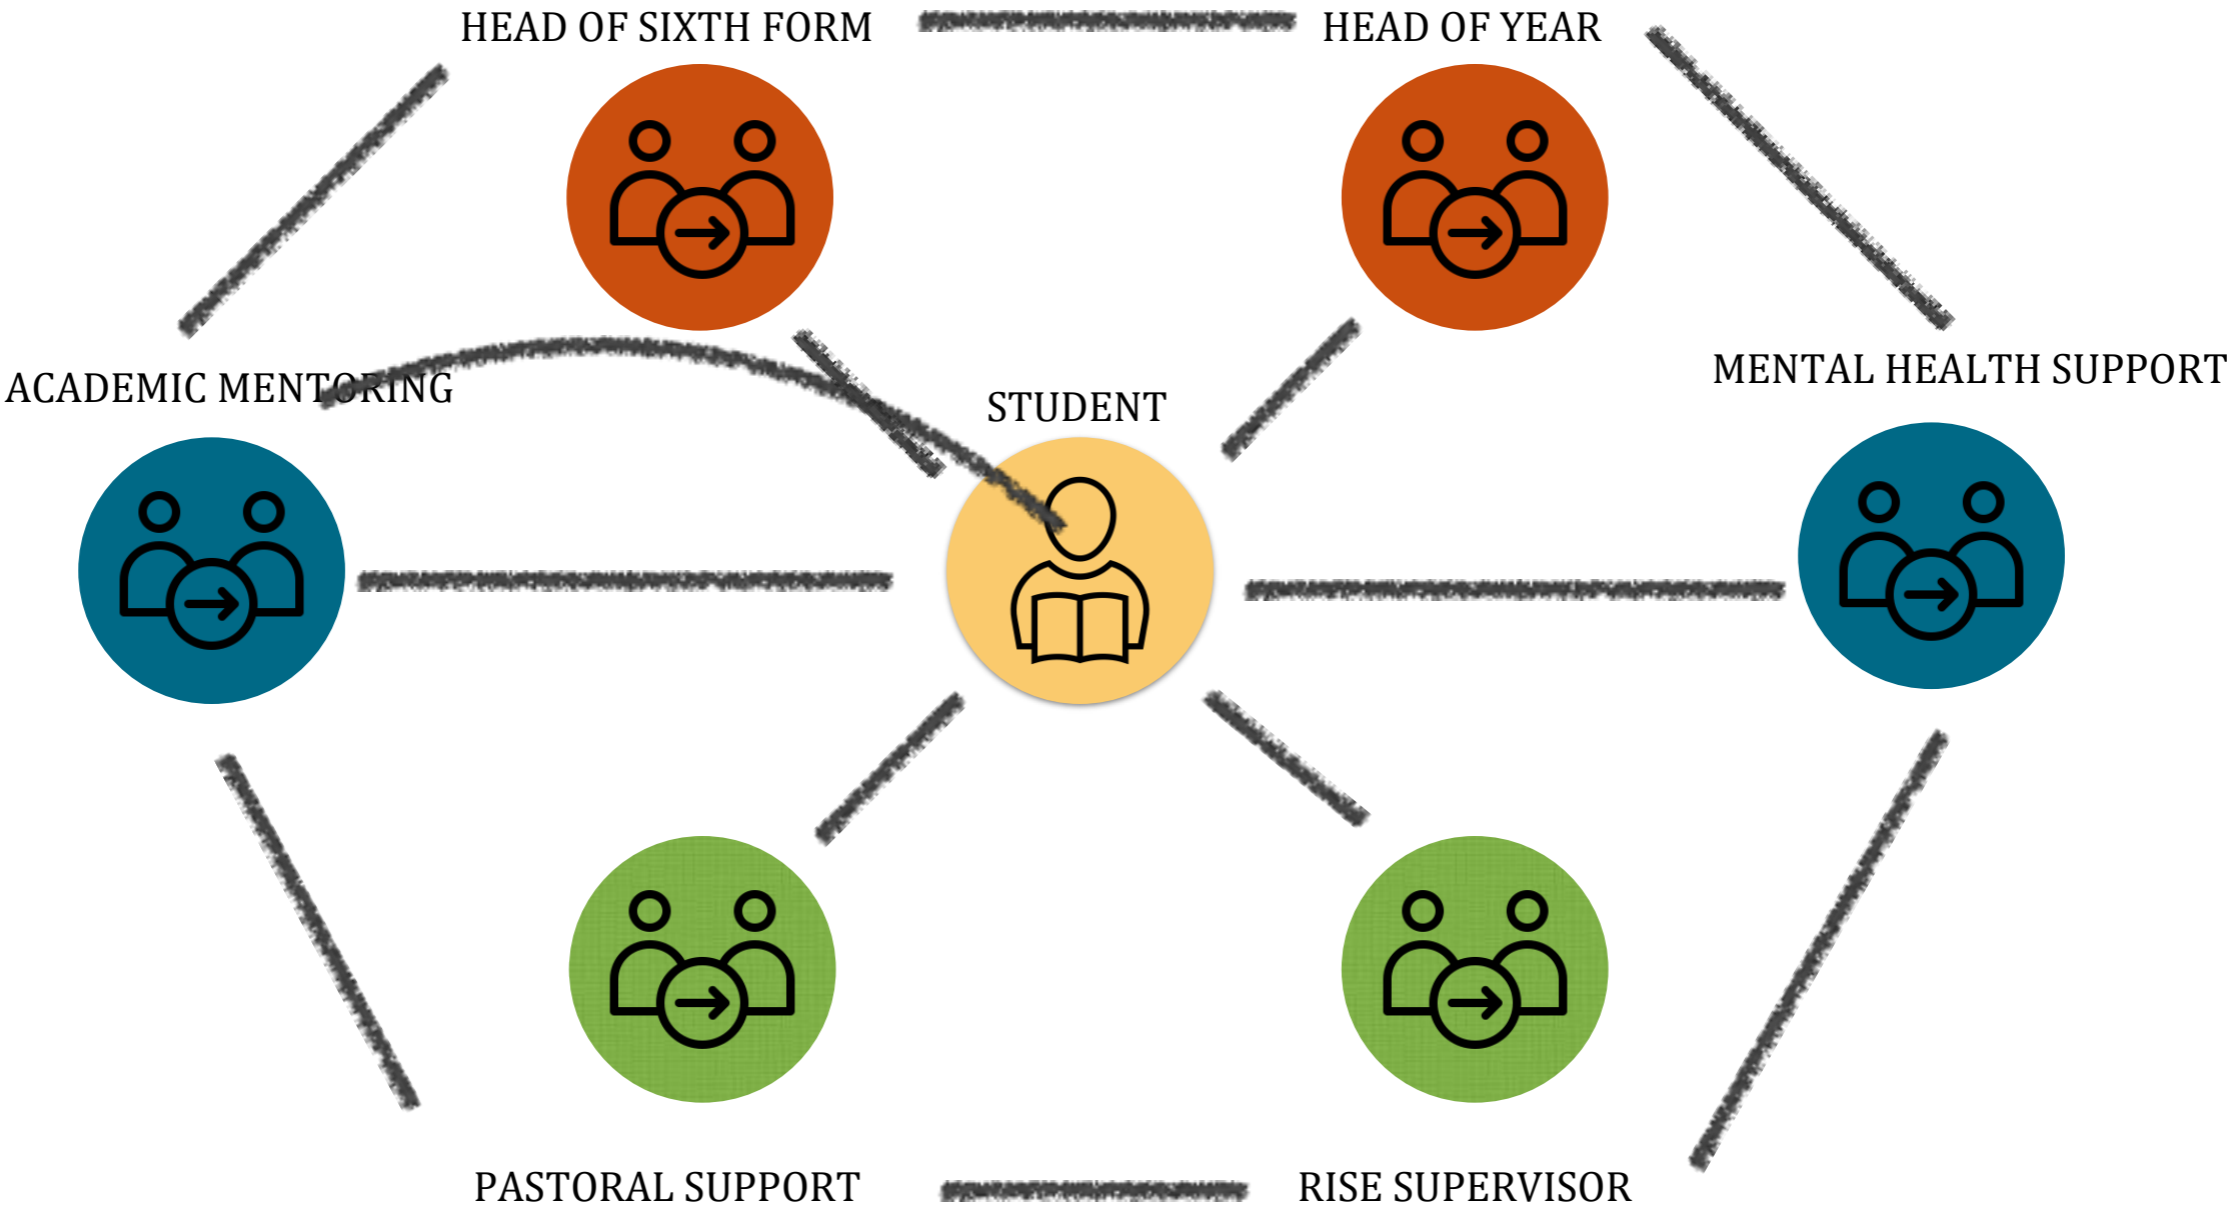 HEAD OF SIXTH FORM
HEAD OF YEAR
ACADEMIC MENTORING
STUDENT
MENTAL HEALTH SUPPORT
PASTORAL SUPPORT
RISE SUPERVISOR